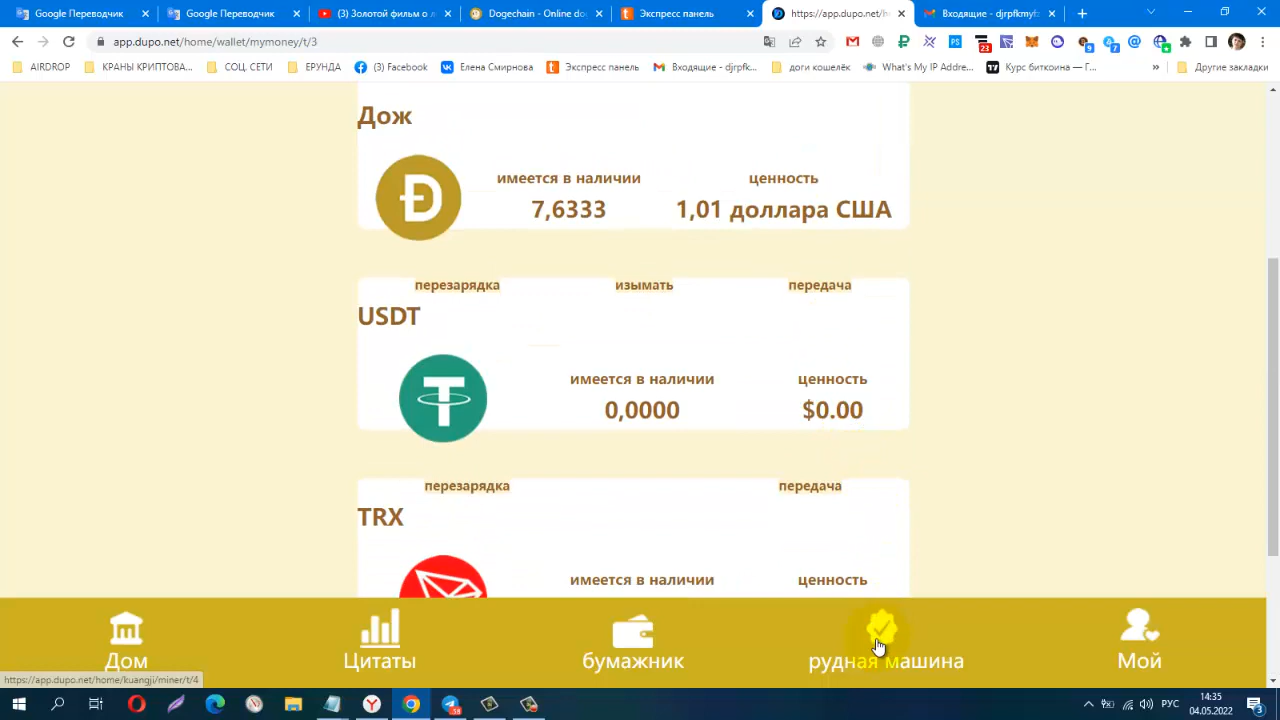 Google Переводчик
Google Переводчик
(3) Золотой фильм о л
Dogechain - Online do
Экспресс панель
https://app.dupo.net/ho
Входящие - djrpfkmyf
app.dupo.net/home/wallet/mymoney/t/3
AIRDROP
КРАНЫ КРИПТОВА...
СОЦ. СЕТИ
ЕРУНДА
(3) Facebook
Елена Смирнова
Экспресс панель
Входящие - djrpfk...
доги кошелёк
What's My IP Addre...
Курс биткоина — Г...
»
Другие закладки
Дож
имеется в наличии
ценность
7,6333
1,01 доллара США
перезарядка
изымать
передача
USDT
имеется в наличии
ценность
0,0000
$0.00
перезарядка
передача
TRX
имеется в наличии
ценность
Дом
Цитаты
бумажник
рудная машина
Мой
https://app.dupo.net/home/kuangji/miner/t/4
РУС
14:35
04.05.2022